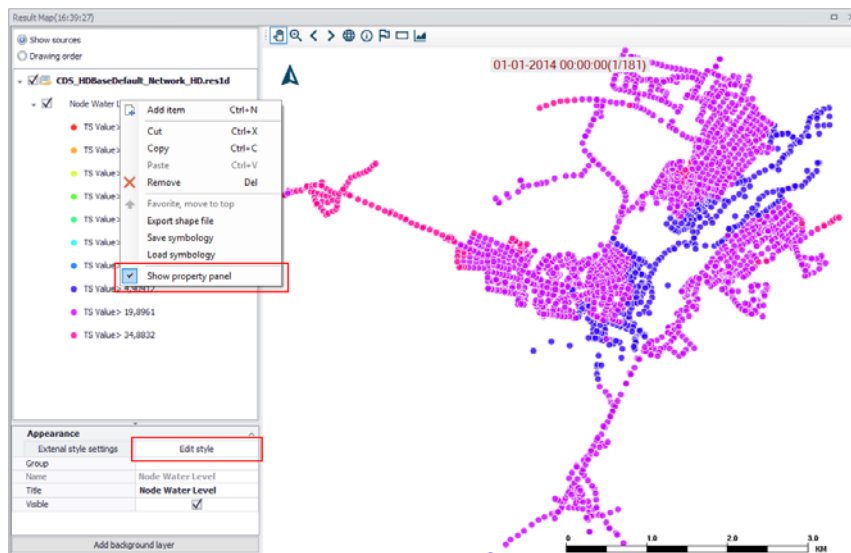 Result Map(16:39:27)
Show sources
Drawing order
CDS_HDBaseDefault_Network_HD.res1d
Node Water L
TS Value>
TS Value>
TS Value>
TS Value>
TS Value>
TS Value>
TS Value>
TS Value>
TS Value> 19,8961
TS Value> 34,8832
Add item Ctrl+N
Cut Ctrl+X
Copy Ctrl+C
Paste Ctrl+V
Remove Del
Favorite, move to top
Export shape file
Save symbology
Load symbology
Show property panel
Appearance
Extenal style settings Edit style
Group
Name Node Water Level
Title Node Water Level
Visible
Add background layer
01-01-2014 00:00:00(1/181)
0 1.0 2.0 3.0
KM